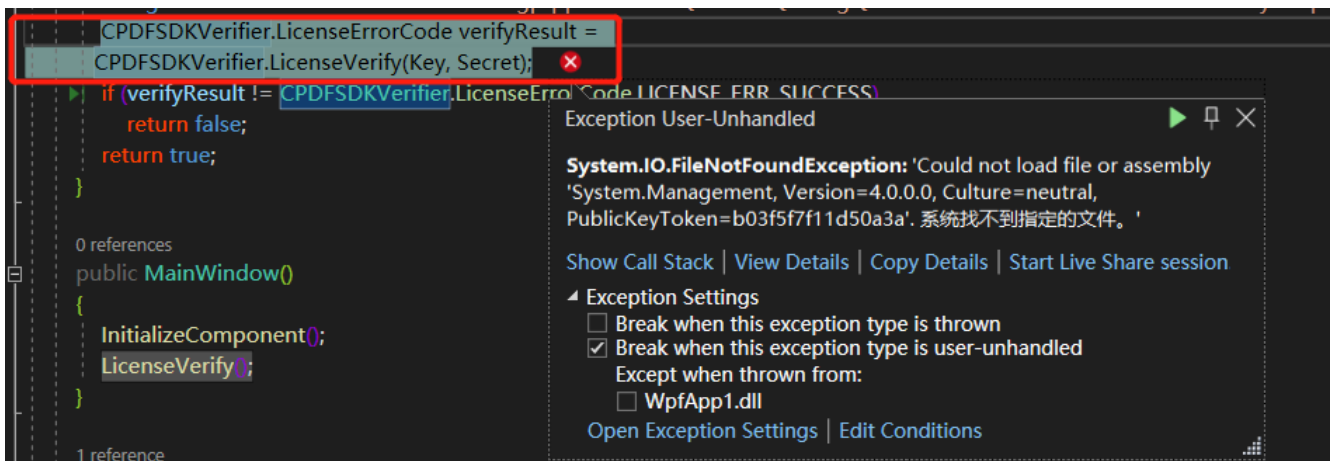 CPDFSDKVerifier.LicenseErrorCode verifyResult =
CPDFSDKVerifier.LicenseVerify(Key, Secret);
if (verifyResult != CPDFSDKVerifier.LicenseErrorCode.LICENSE_ERR_SUCCESS)
return false;
return true;
}
0 references
public MainWindow()
{
InitializeComponent();
LicenseVerify();
}
1 reference
Exception User-Unhandled
System.IO.FileNotFoundException: 'Could not load file or assembly
'System.Management, Version=4.0.0.0, Culture=neutral,
PublicKeyToken=b03f5f7f11d50a3a'. 系统找不到指定的文件。'
Show Call Stack | View Details | Copy Details | Start Live Share session
Exception Settings
Break when this exception type is thrown
Break when this exception type is user-unhandled
Except when thrown from:
WpfApp1.dll
Open Exception Settings | Edit Conditions